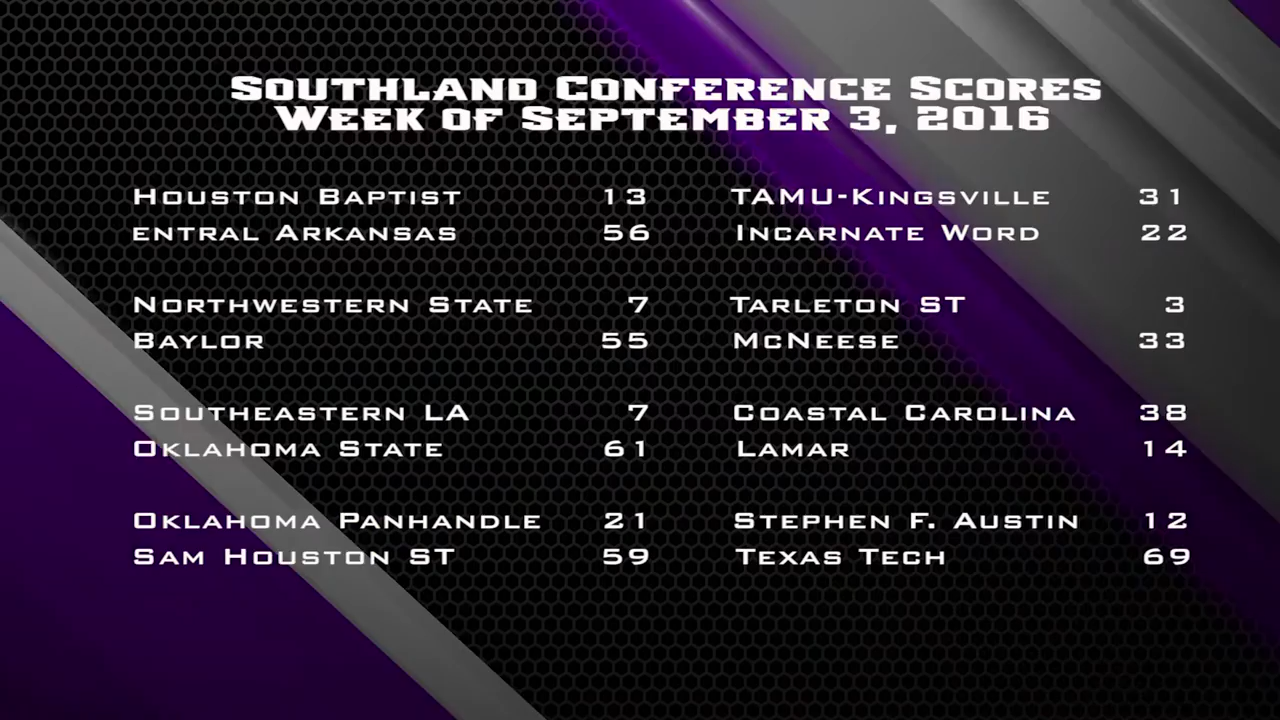 Southland Conference Scores
Week of September 3, 2016
Houston Baptist 13
entral Arkansas 56
Northwestern State 7
Baylor 55
Southeastern LA 7
Oklahoma State 61
Oklahoma Panhandle 21
Sam Houston ST 59
TAMU-Kingsville 31
Incarnate Word 22
Tarleton ST 3
McNeese 33
Coastal Carolina 38
Lamar 14
Stephen F. Austin 12
Texas Tech 69